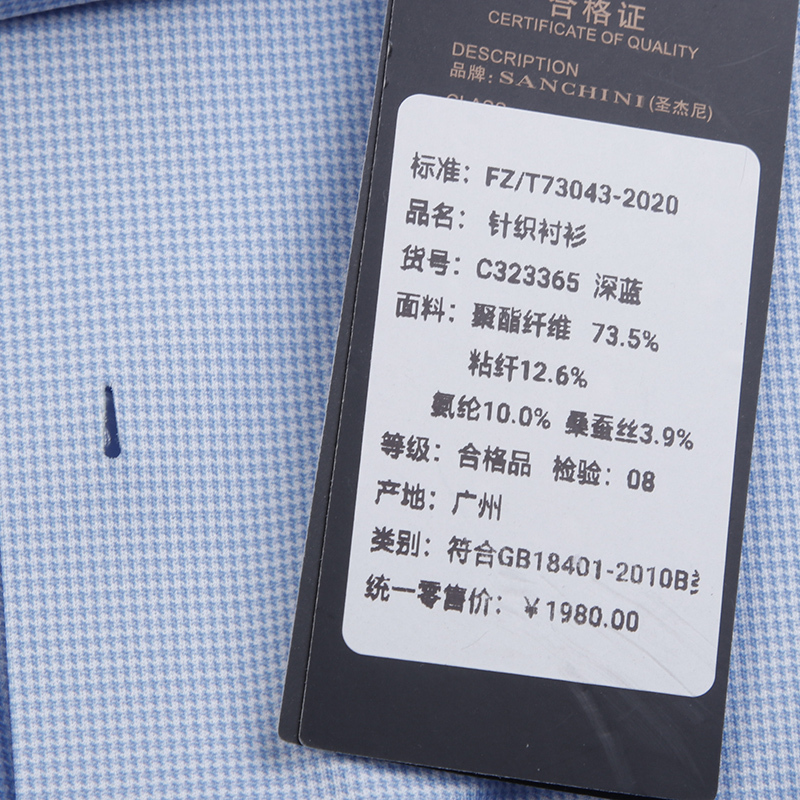 合格证
CERTIFICATE OF QUALITY
DESCRIPTION
品牌: SANCHINI(圣杰尼)
标准：FZ/T73043-2020
品名： 针织衬衫
货号：C323365 深蓝
面料：聚酯纤维 73.5%
粘纤12.6%
氨纶10.0% 桑蚕丝3.9%
等级：合格品 检验：08
产地：广州
类别：符合GB18401-2010B
统一零售价：￥1980.00